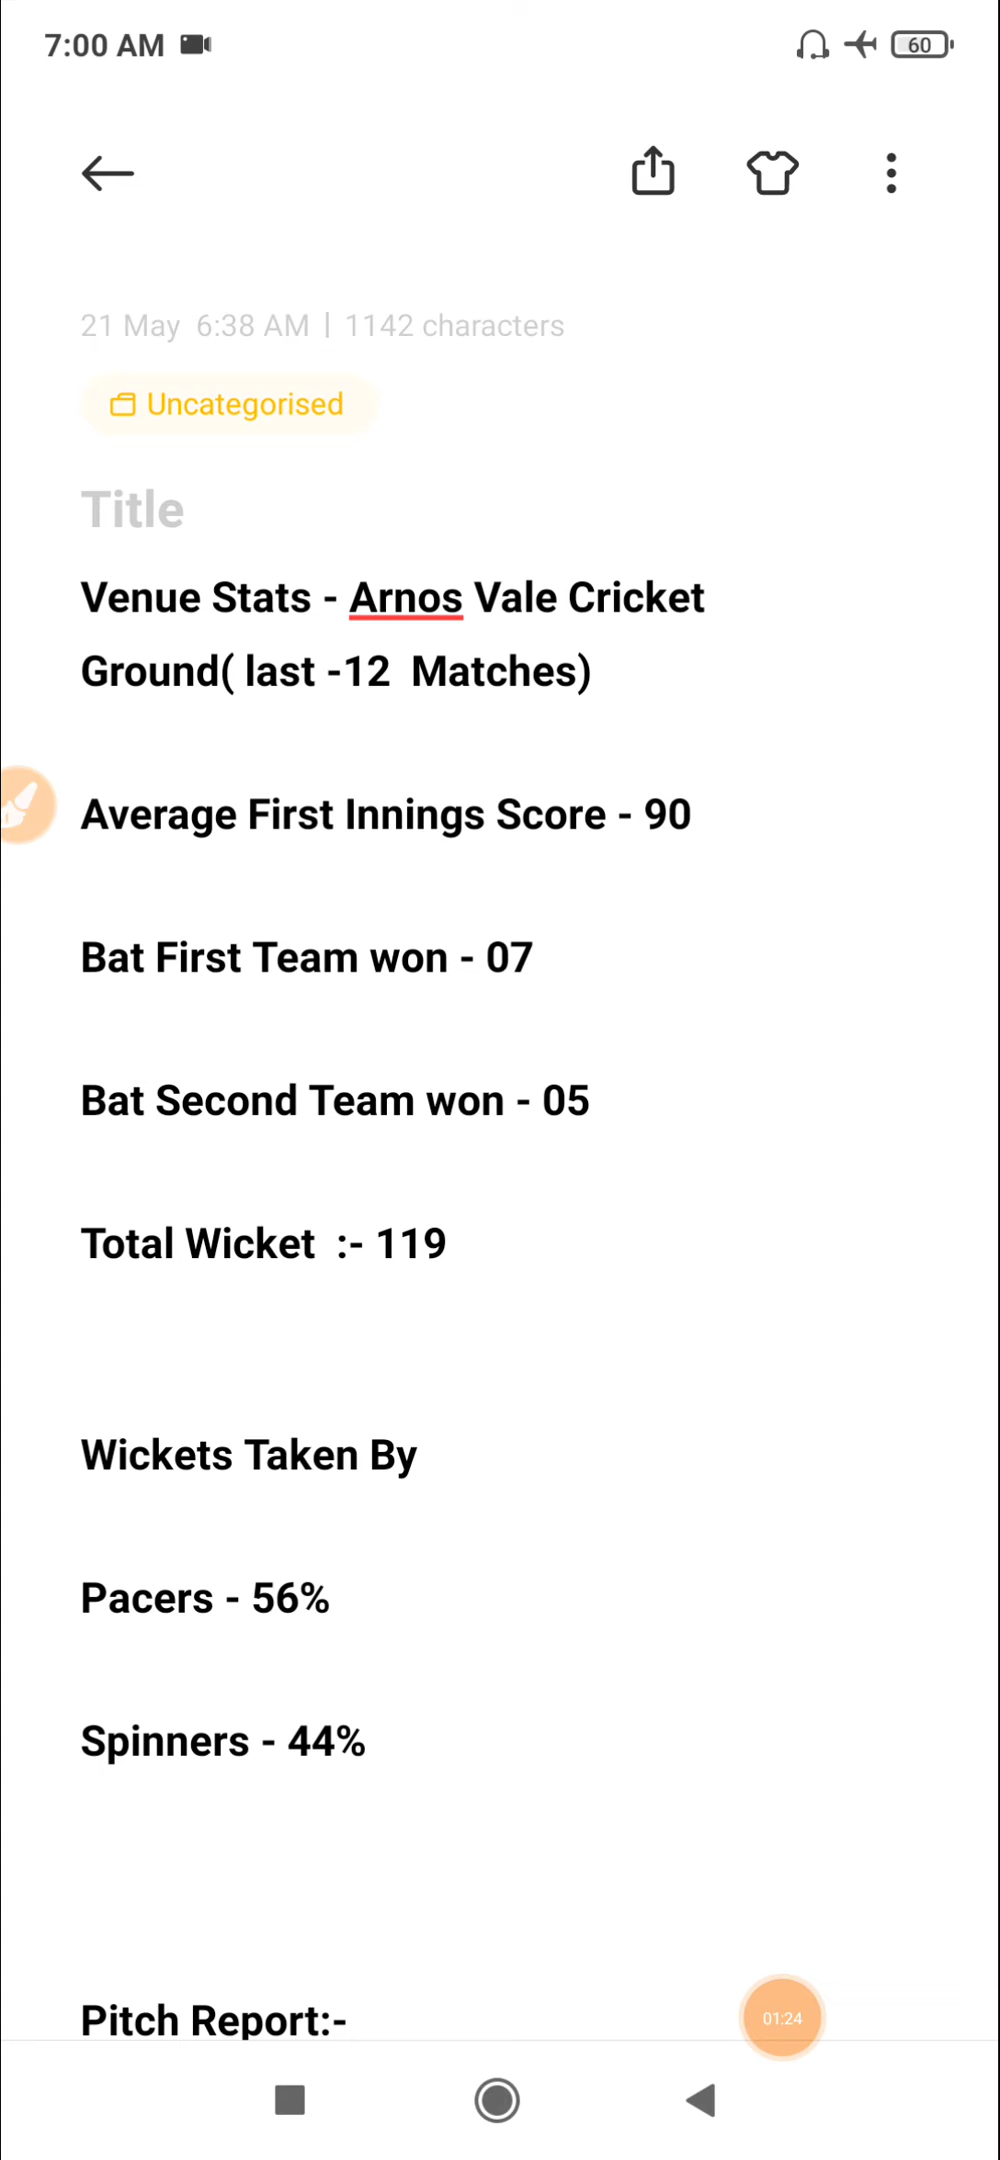 7:00 AM
60
21 May 6:38 AM | 1142 characters
Uncategorised
Title
Venue Stats - Arnos Vale Cricket
Ground( last -12 Matches)
Average First Innings Score - 90
Bat First Team won - 07
Bat Second Team won - 05
Total Wicket :- 119
Wickets Taken By
Pacers - 56%
Spinners - 44%
Pitch Report:-
01:24